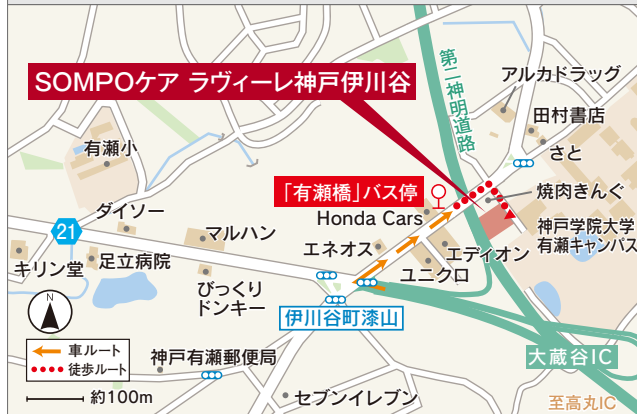 SOMPOケア ラヴィーレ神戸伊川谷
第二神明道路
アルカドラッグ
田村書店
さと
有瀬小
「有瀬橋」バス停
焼肉きんぐ
Honda Cars
神戸学院大学
有瀬キャンパス
ダイソー
21
マルハン
エネオス
エディオン
キリン堂
足立病院
ユニクロ
びっくり
ドンキー
伊川谷町漆山
N
車ルート
徒歩ルート
神戸有瀬郵便局
大蔵谷IC
約100m
セブンイレブン
至高丸IC